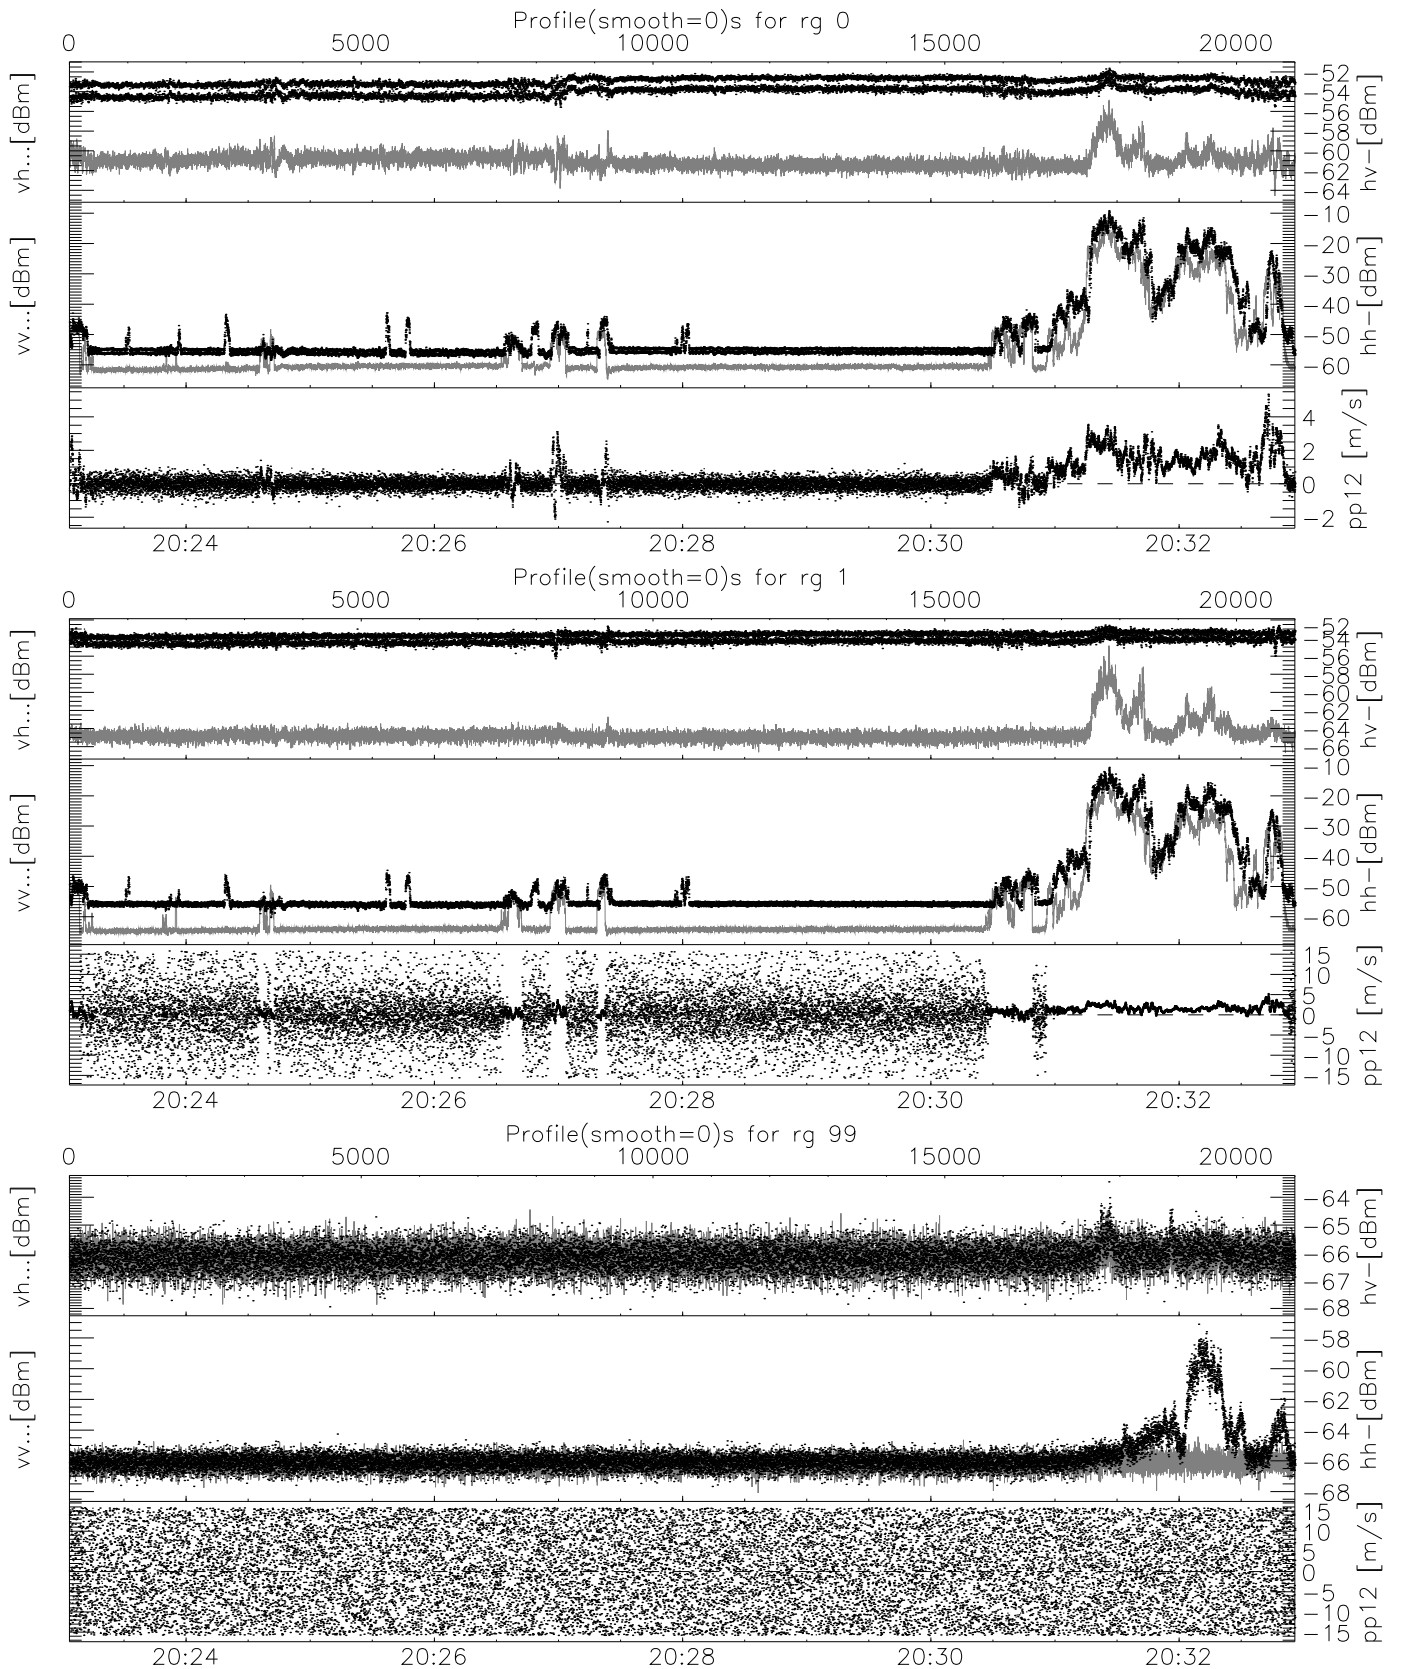 Profile(smooth=0)s for rg 0
0 5000 10000 15000 20000
vh...[dBm]
-52
-54
-56
-58
-60
-62
-64
hv-[dBm]
vv...[dBm]
-10
-20
-30
-40
-50
-60
hh-[dBm]
4
2
0
-2
pp12 [m/s]
20:24 20:26 20:28 20:30 20:32
Profile(smooth=0)s for rg 1
0 5000 10000 15000 20000
vh...[dBm]
-52
-54
-56
-58
-60
-62
-64
-66
hv-[dBm]
vv...[dBm]
-10
-20
-30
-40
-50
-60
hh-[dBm]
15
10
5
0
-5
-10
-15
pp12 [m/s]
20:24 20:26 20:28 20:30 20:32
Profile(smooth=0)s for rg 99
0 5000 10000 15000 20000
vh...[dBm]
-64
-65
-66
-67
-68
hv-[dBm]
vv...[dBm]
-58
-60
-62
-64
-66
-68
hh-[dBm]
15
10
5
0
-5
-10
-15
pp12 [m/s]
20:24 20:26 20:28 20:30 20:32